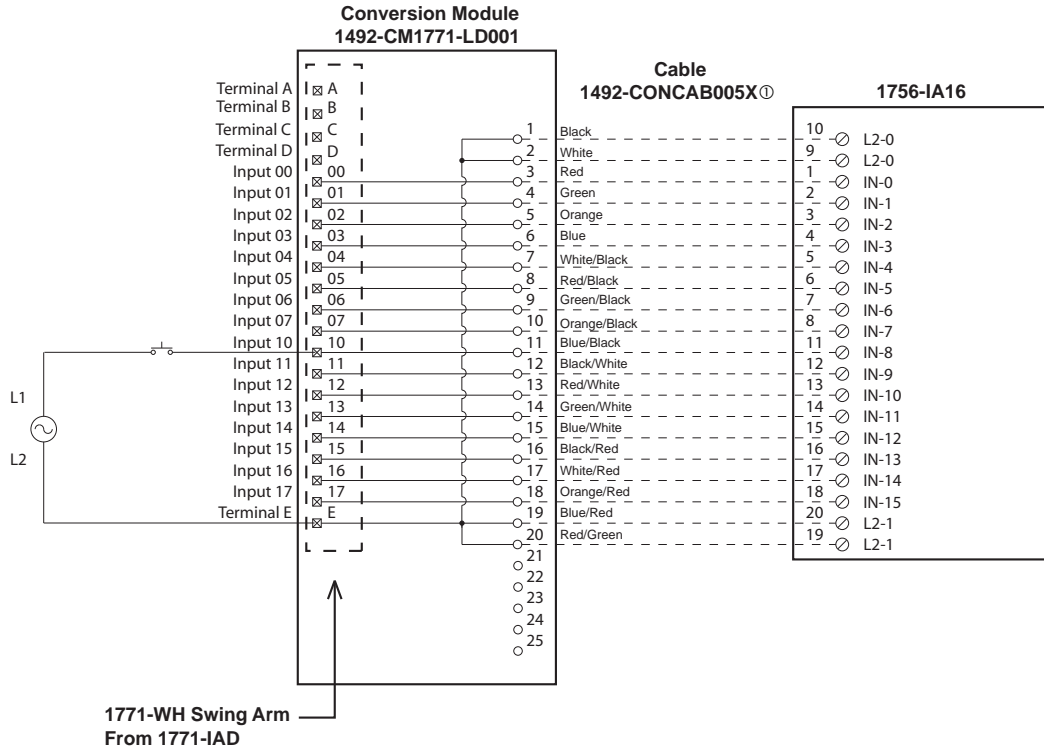 Conversion Module
1492-CM1771-LD001
Cable
1492-CONCAB005X①
1756-IA16
Terminal A A
Terminal B B
Terminal C C
Terminal D D
Input 00 00
Input 01 01
Input 02 02
Input 03 03
Input 04 04
Input 05 05
Input 06 06
Input 07 07
Input 10 10
Input 11 11
Input 12 12
Input 13 13
Input 14 14
Input 15 15
Input 16 16
Input 17 17
Terminal E E
L1
L2
1 Black 10 L2-0
2 White 9 L2-0
3 Red 1 IN-0
4 Green 2 IN-1
5 Orange 3 IN-2
6 Blue 4 IN-3
7 White/Black 5 IN-4
8 Red/Black 6 IN-5
9 Green/Black 7 IN-6
10 Orange/Black 8 IN-7
11 Blue/Black 11 IN-8
12 Black/White 12 IN-9
13 Red/White 13 IN-10
14 Green/White 14 IN-11
15 Blue/White 15 IN-12
16 Black/Red 16 IN-13
17 White/Red 17 IN-14
18 Orange/Red 18 IN-15
19 Blue/Red 20 L2-1
20 Red/Green 19 L2-1
21
22
23
24
25
1771-WH Swing Arm
From 1771-IAD